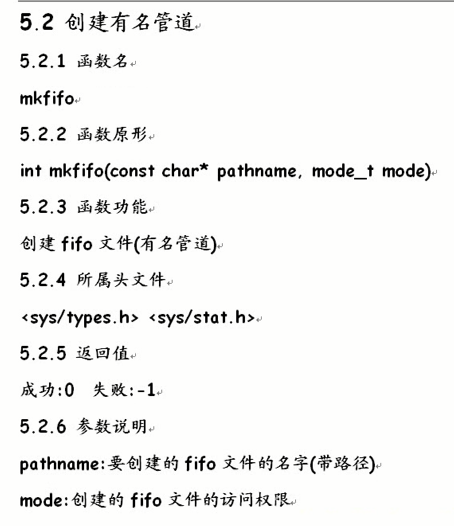 5.2 创建有名管道
5.2.1 函数名
mkfifo
5.2.2 函数原形
int mkfifo(const char* pathname, mode_t mode)
5.2.3 函数功能
创建 fifo 文件(有名管道)
5.2.4 所属头文件
<sys/types.h> <sys/stat.h>
5.2.5 返回值
成功:0 失败:-1
5.2.6 参数说明
pathname:要创建的 fifo 文件的名字(带路径)
mode:创建的 fifo 文件的访问权限